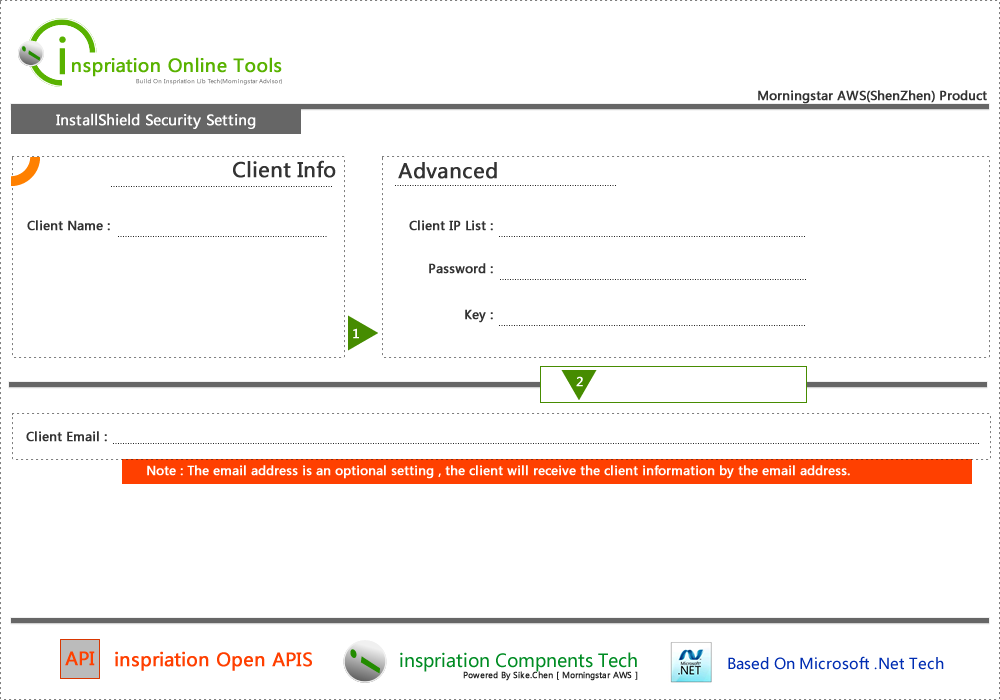 inspriation Online Tools
Build On Inspriation Lib Tech(Morningstar Advisor)
Morningstar AWS(ShenZhen) Product
InstallShield Security Setting
Client Info
Client Name :
Advanced
Client IP List :
Password :
Key :
1
2
Client Email :
Note : The email address is an optional setting , the client will receive the client information by the email address.
API
inspriation Open APIS
inspriation Compnents Tech
Powered By Sike.Chen [ Morningstar AWS ]
Microsoft
.NET
Based On Microsoft .Net Tech